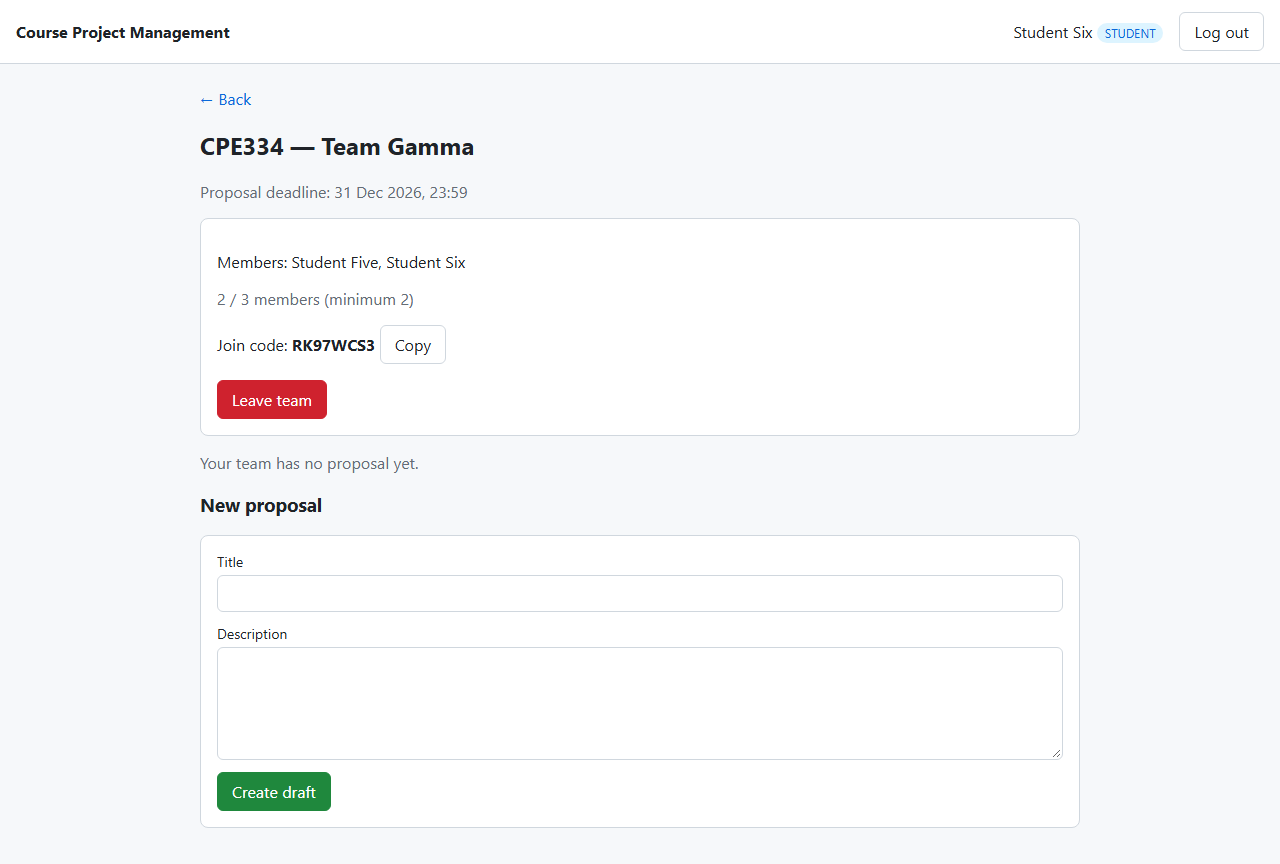 Course Project Management
Student Six STUDENT Log out
← Back
CPE334 — Team Gamma
Proposal deadline: 31 Dec 2026, 23:59
Members: Student Five, Student Six
2 / 3 members (minimum 2)
Join code: RK97WCS3 Copy
Leave team
Your team has no proposal yet.
New proposal
Title
Description
Create draft